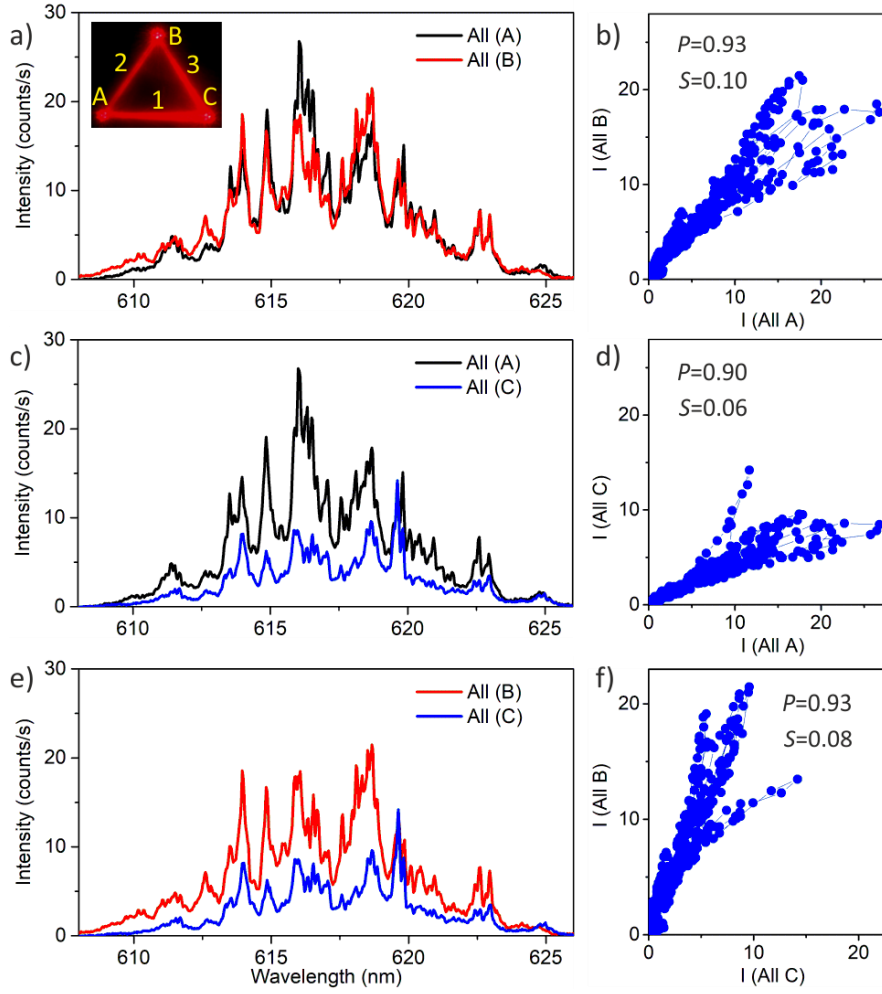 a)
B
2
3
A
1
C
All (A)
All (B)
Intensity (counts/s)
30
20
10
0
610
615
620
625
b)
P=0.93
S=0.10
I (All B)
20
10
0
0
10
20
I (All A)
c)
All (A)
All (C)
Intensity (counts/s)
30
20
10
0
610
615
620
625
d)
P=0.90
S=0.06
I (All C)
20
10
0
0
10
20
I (All A)
e)
All (B)
All (C)
Intensity (counts/s)
30
20
10
0
610
615
620
625
Wavelength (nm)
f)
P=0.93
S=0.08
I (All B)
20
10
0
0
10
20
I (All C)